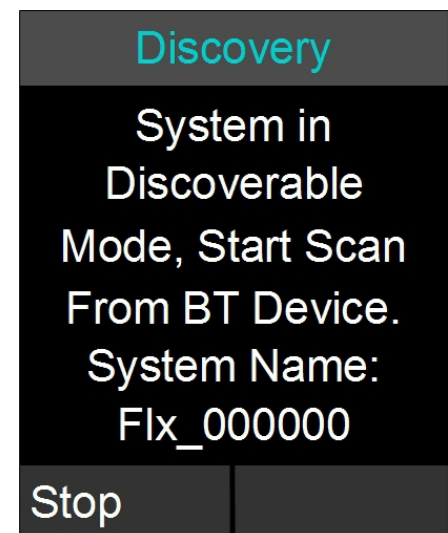 Discovery
System in
Discoverable
Mode, Start Scan
From BT Device.
System Name:
Flx_000000
Stop